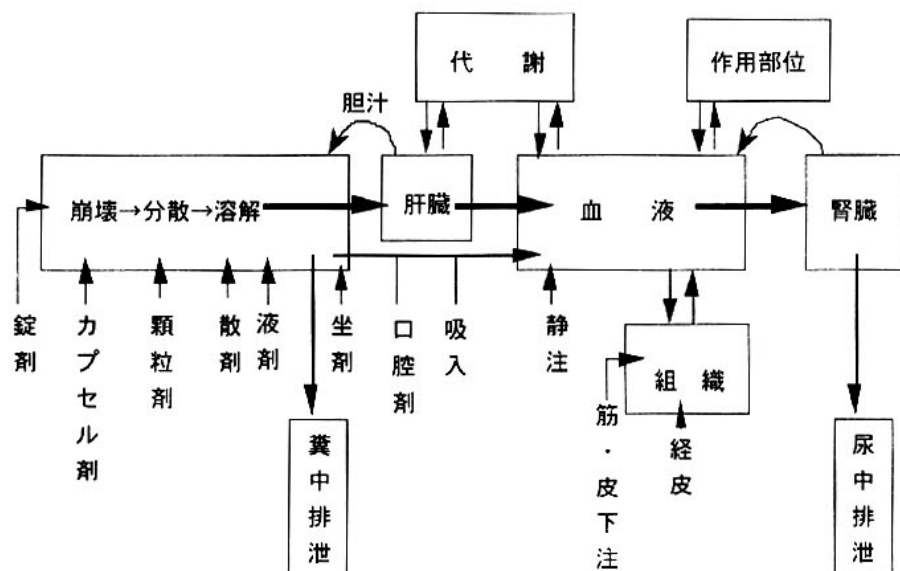 代 謝
作用部位
胆汁
崩壊→分散→溶解
肝臓
血 液
腎臓
錠剤
カプセル剤
顆粒剤
散剤
液剤
坐剤
口腔剤
吸入
静注
組 織
筋・皮下注
経皮
糞中排泄
尿中排泄